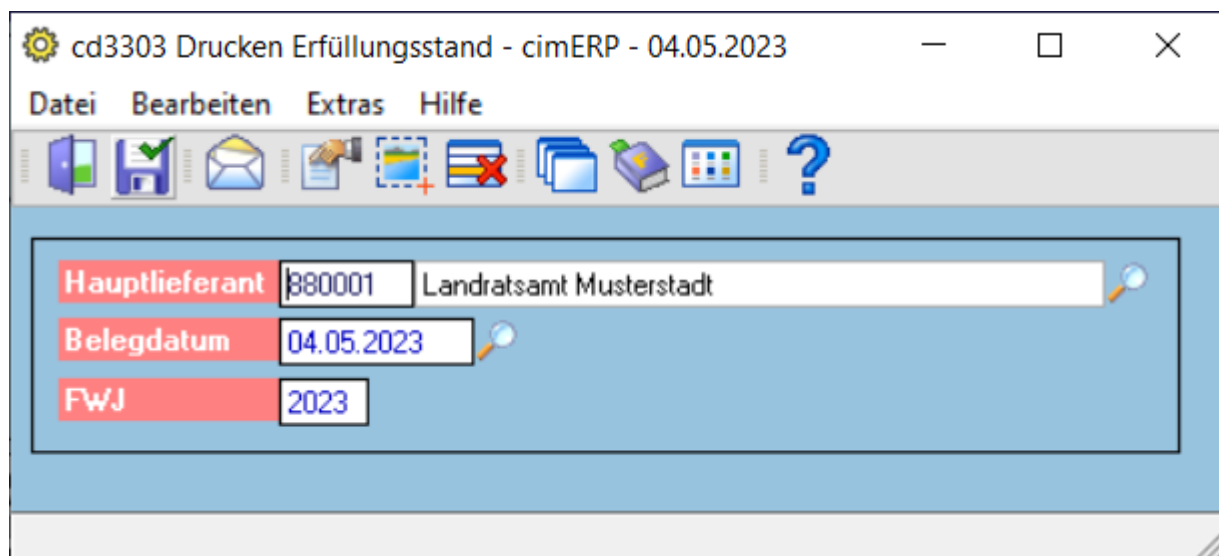 cd3303 Drucken Erfüllungsstand - cimERP - 04.05.2023
Datei Bearbeiten Extras Hilfe
Hauptlieferant 880001 Landratsamt Musterstadt
Belegdatum 04.05.2023
FWJ 2023